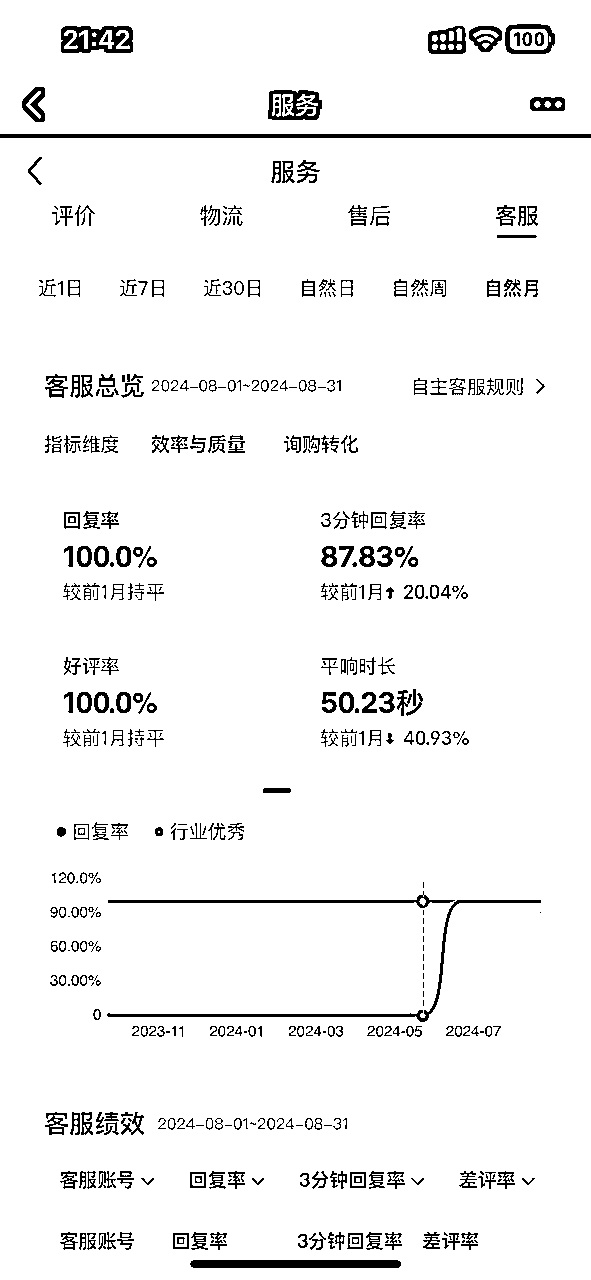 21:42 100
服务
服务
评价 物流 售后 客服
近1日 近7日 近30日 自然日 自然周 自然月
客服总览 2024-08-01~2024-08-31 自主客服规则
指标维度 效率与质量 询购转化
回复率 3分钟回复率
100.0% 87.83%
较前1月持平 较前1月↑ 20.04%
好评率 平响时长
100.0% 50.23秒
较前1月持平 较前1月↓ 40.93%
回复率 行业优秀
120.0%
90.00%
60.00%
30.00%
0
2023-11 2024-01 2024-03 2024-05 2024-07
客服绩效 2024-08-01~2024-08-31
客服账号 回复率 3分钟回复率 差评率
客服账号 回复率 3分钟回复率 差评率